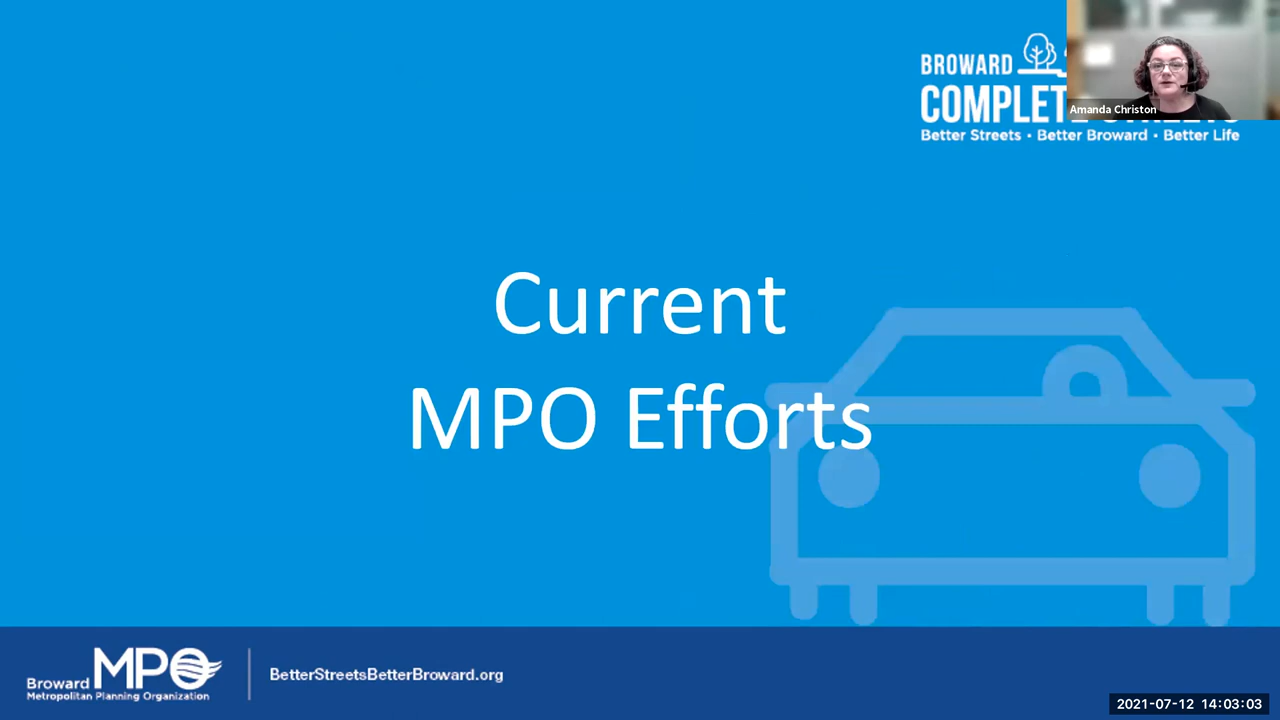 BROWARD
COMPLETE STREETS
Better Streets • Better Broward • Better Life
Amanda Christon
Current
MPO Efforts
Broward MPO
Metropolitan Planning Organization
BetterStreetsBetterBroward.org
2021-07-12 14:03:03